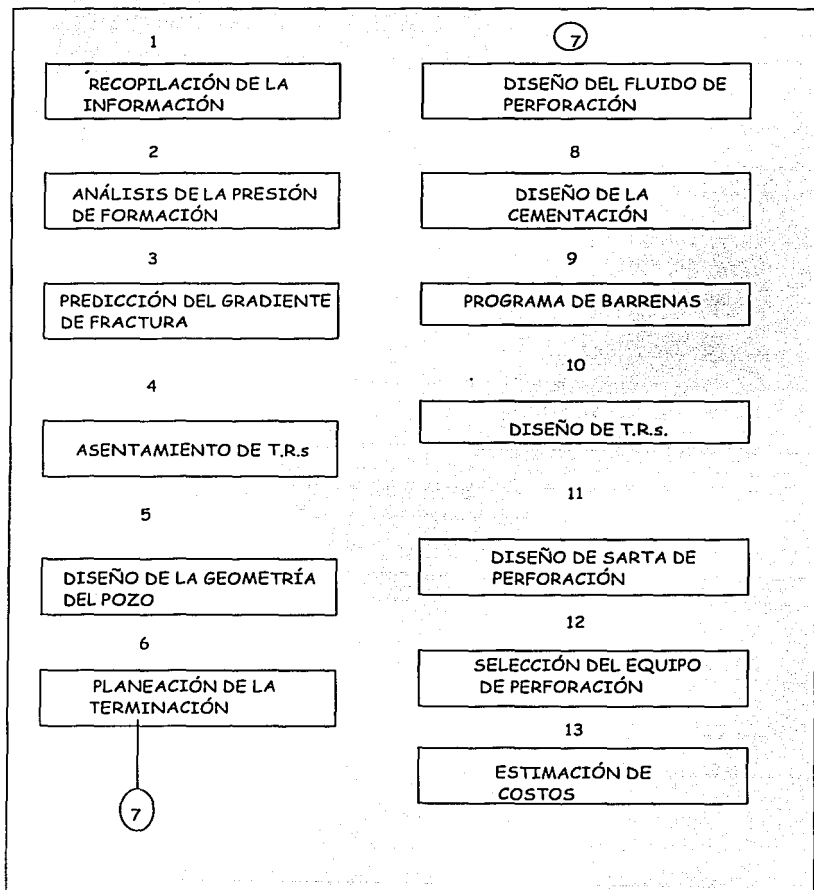 1
RECOPILACIÓN DE LA
INFORMACIÓN
2
ANÁLISIS DE LA PRESIÓN
DE FORMACIÓN
3
PREDICCIÓN DEL GRADIENTE
DE FRACTURA
4
ASENTAMIENTO DE T.R.s
5
DISEÑO DE LA GEOMETRÍA
DEL POZO
6
PLANEACIÓN DE LA
TERMINACIÓN
7
7
DISEÑO DEL FLUIDO DE
PERFORACIÓN
8
DISEÑO DE LA
CEMENTACIÓN
9
PROGRAMA DE BARRENAS
10
DISEÑO DE T.R.s.
11
DISEÑO DE SARTA DE
PERFORACIÓN
12
SELECCIÓN DEL EQUIPO
DE PERFORACIÓN
13
ESTIMACIÓN DE
COSTOS